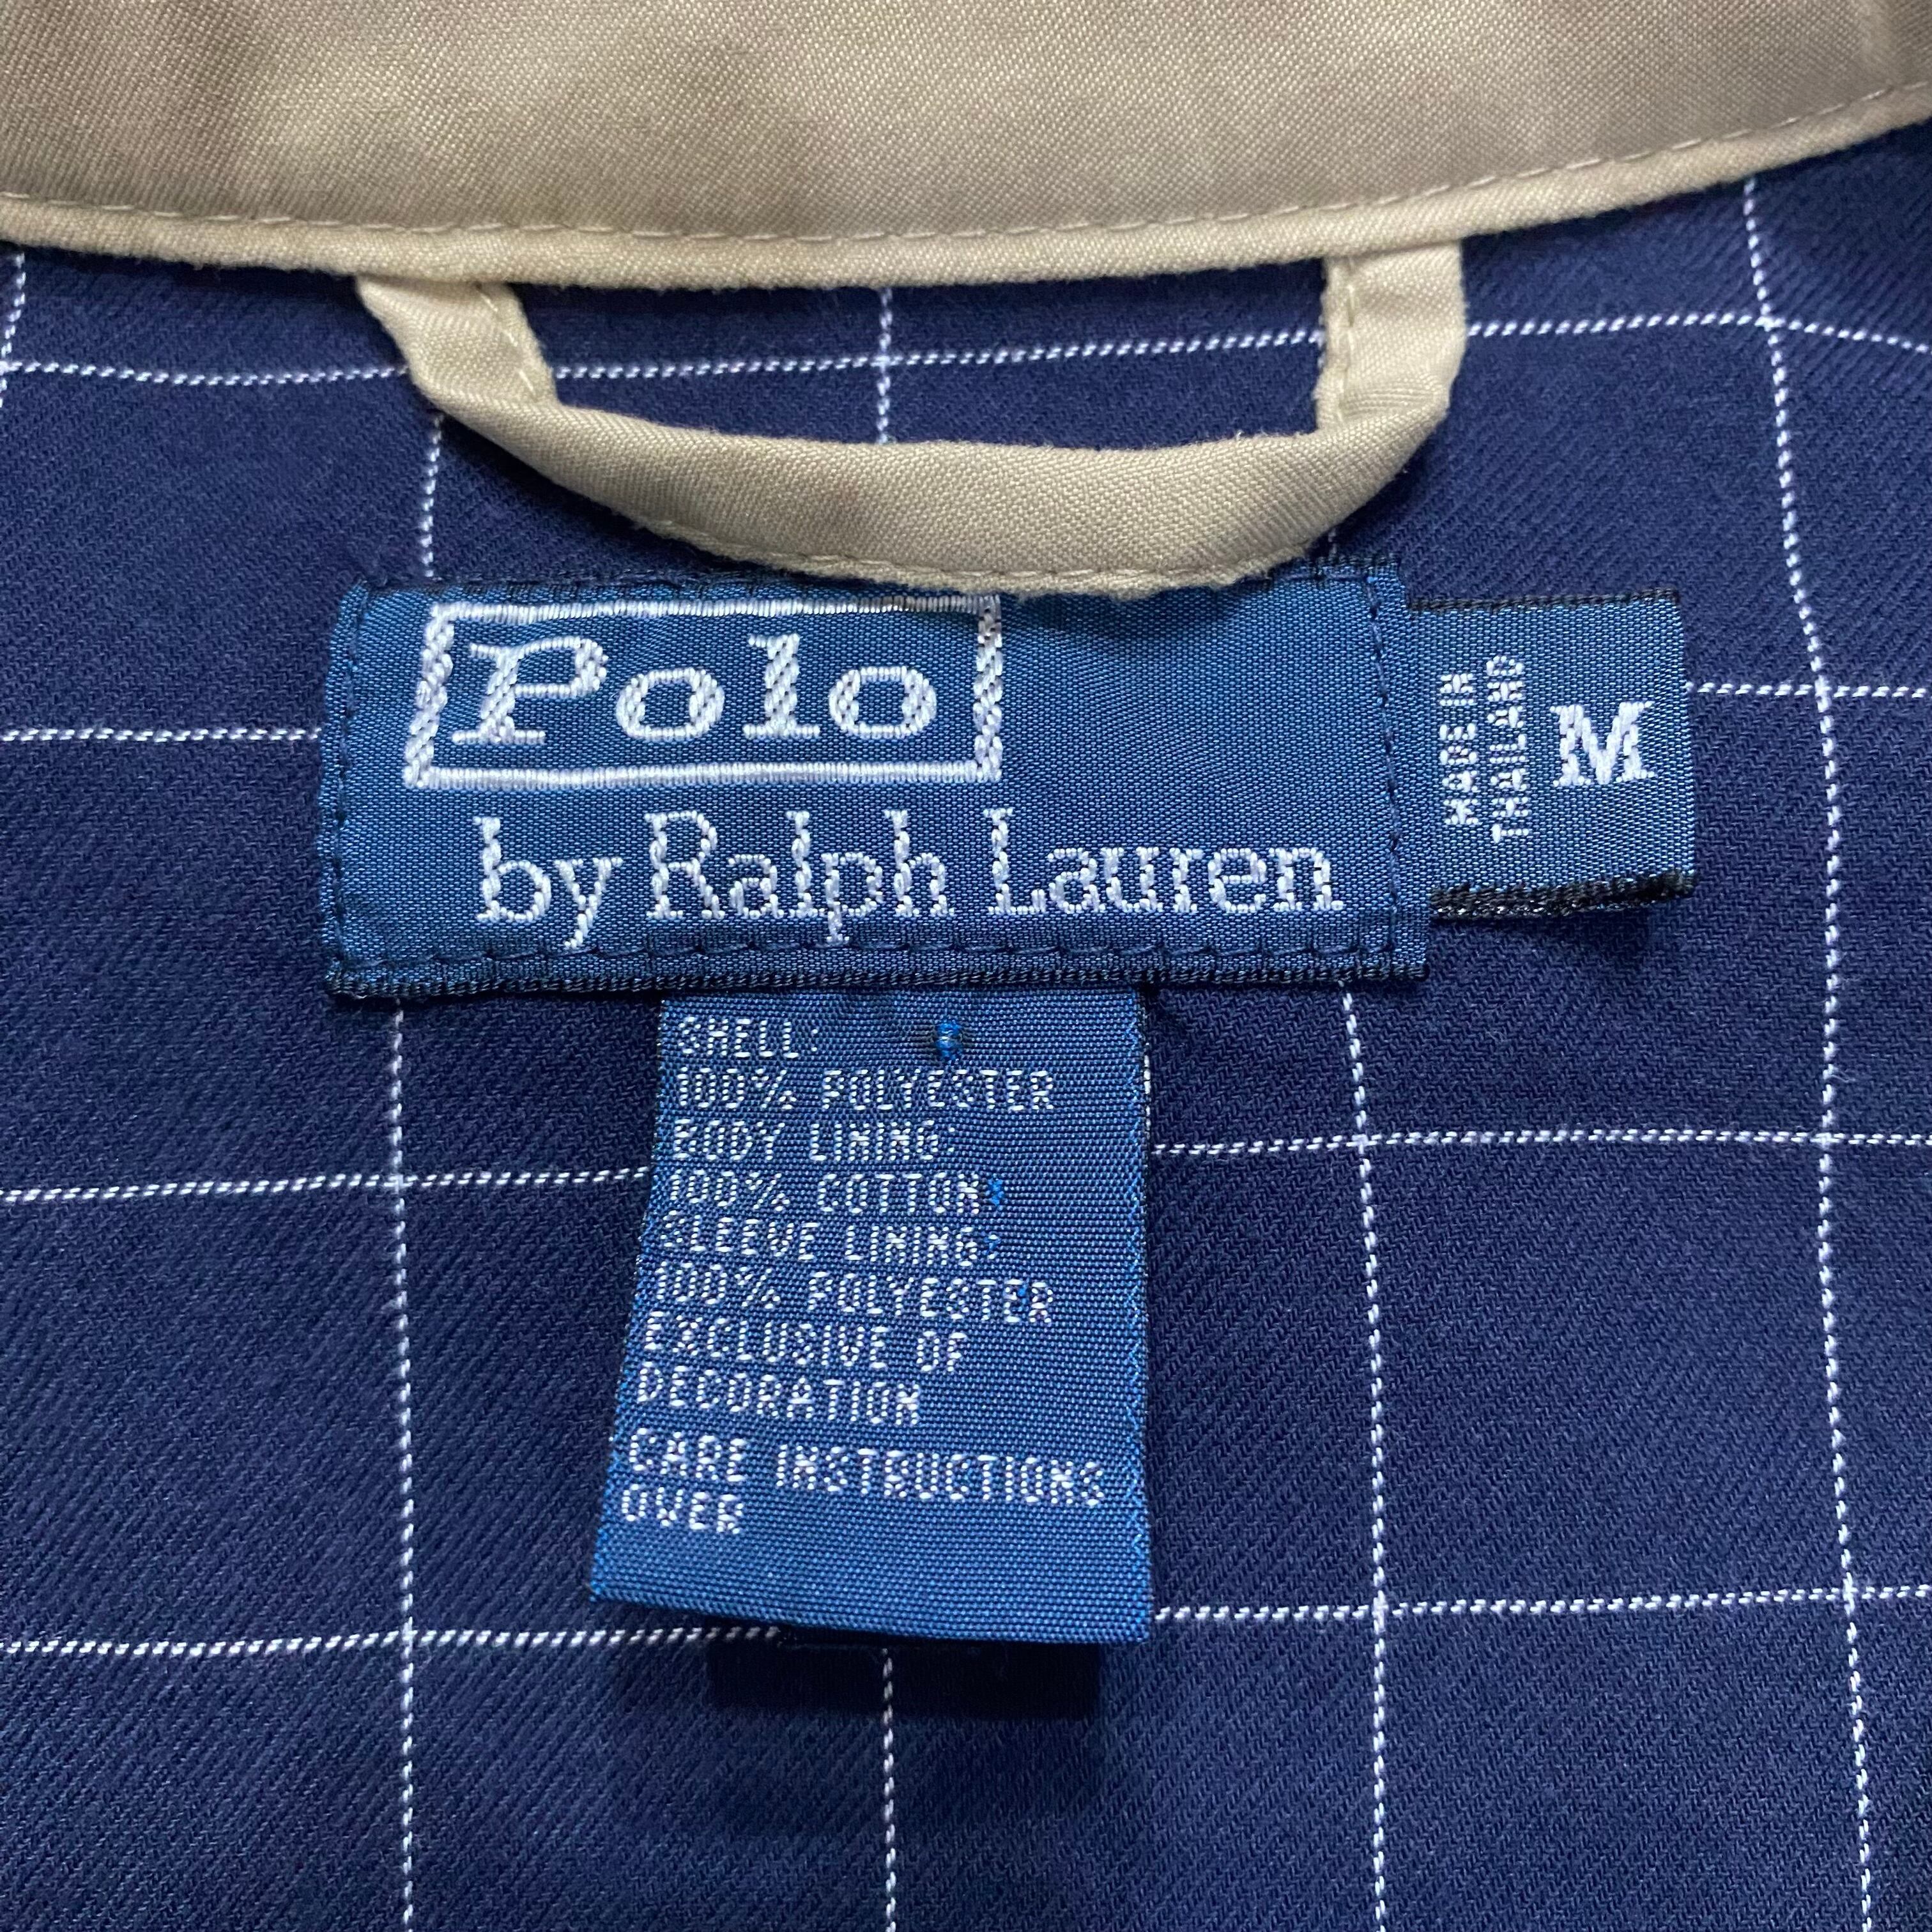 Polo
by Ralph Lauren
MADE IN
THAILAND
M
SHELL:
100% POLYESTER
BODY LINING:
100% COTTON
SLEEVE LINING:
100% POLYESTER
EXCLUSIVE OF
DECORATION
CARE INSTRUCTIONS
OVER